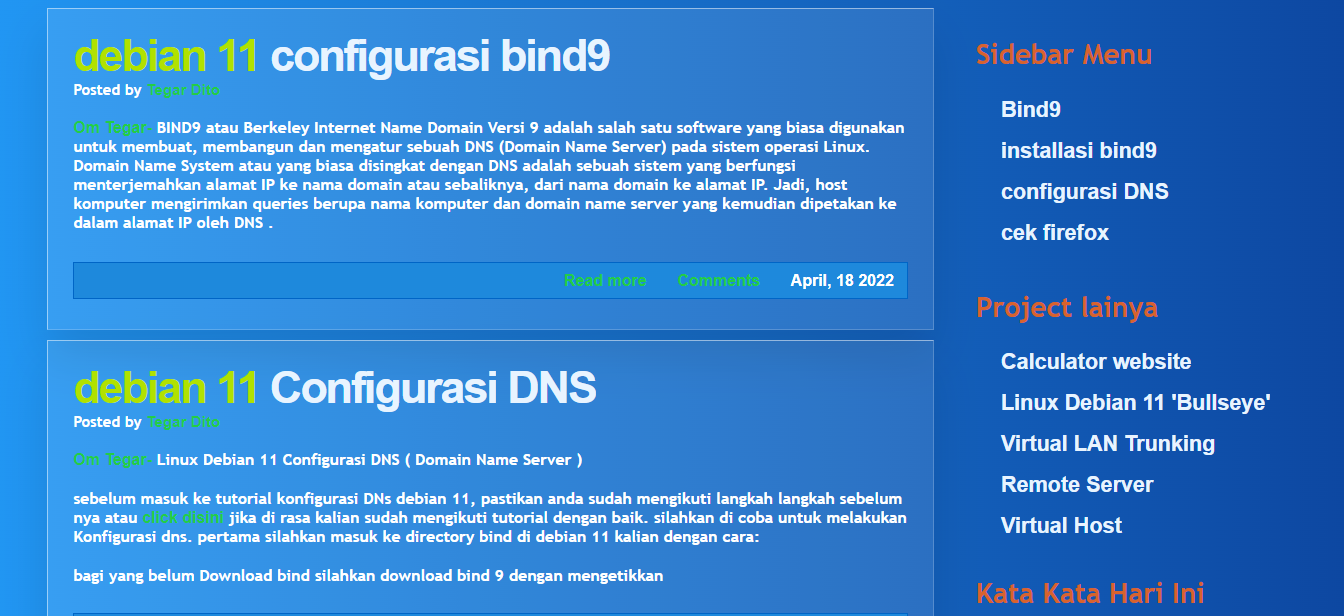 debian 11 configurasi bind9
Posted by Tegar Dito
Om Tegar- BIND9 atau Berkeley Internet Name Domain Versi 9 adalah salah satu software yang biasa digunakan
untuk membuat, membangun dan mengatur sebuah DNS (Domain Name Server) pada sistem operasi Linux.
Domain Name System atau yang biasa disingkat dengan DNS adalah sebuah sistem yang berfungsi
menterjemahkan alamat IP ke nama domain atau sebaliknya, dari nama domain ke alamat IP. Jadi, host
komputer mengirimkan queries berupa nama komputer dan domain name server yang kemudian dipetakan ke
dalam alamat IP oleh DNS .
Read more Comments April, 18 2022
debian 11 Configurasi DNS
Posted by Tegar Dito
Om Tegar- Linux Debian 11 Configurasi DNS ( Domain Name Server )
sebelum masuk ke tutorial konfigurasi DNs debian 11, pastikan anda sudah mengikuti langkah langkah sebelum
nya atau click disini jika di rasa kalian sudah mengikuti tutorial dengan baik. silahkan di coba untuk melakukan
Konfigurasi dns. pertama silahkan masuk ke directory bind di debian 11 kalian dengan cara:
bagi yang belum Download bind silahkan download bind 9 dengan mengetikkan
Sidebar Menu
Bind9
installasi bind9
configurasi DNS
cek firefox
Project lainya
Calculator website
Linux Debian 11 'Bullseye'
Virtual LAN Trunking
Remote Server
Virtual Host
Kata Kata Hari Ini